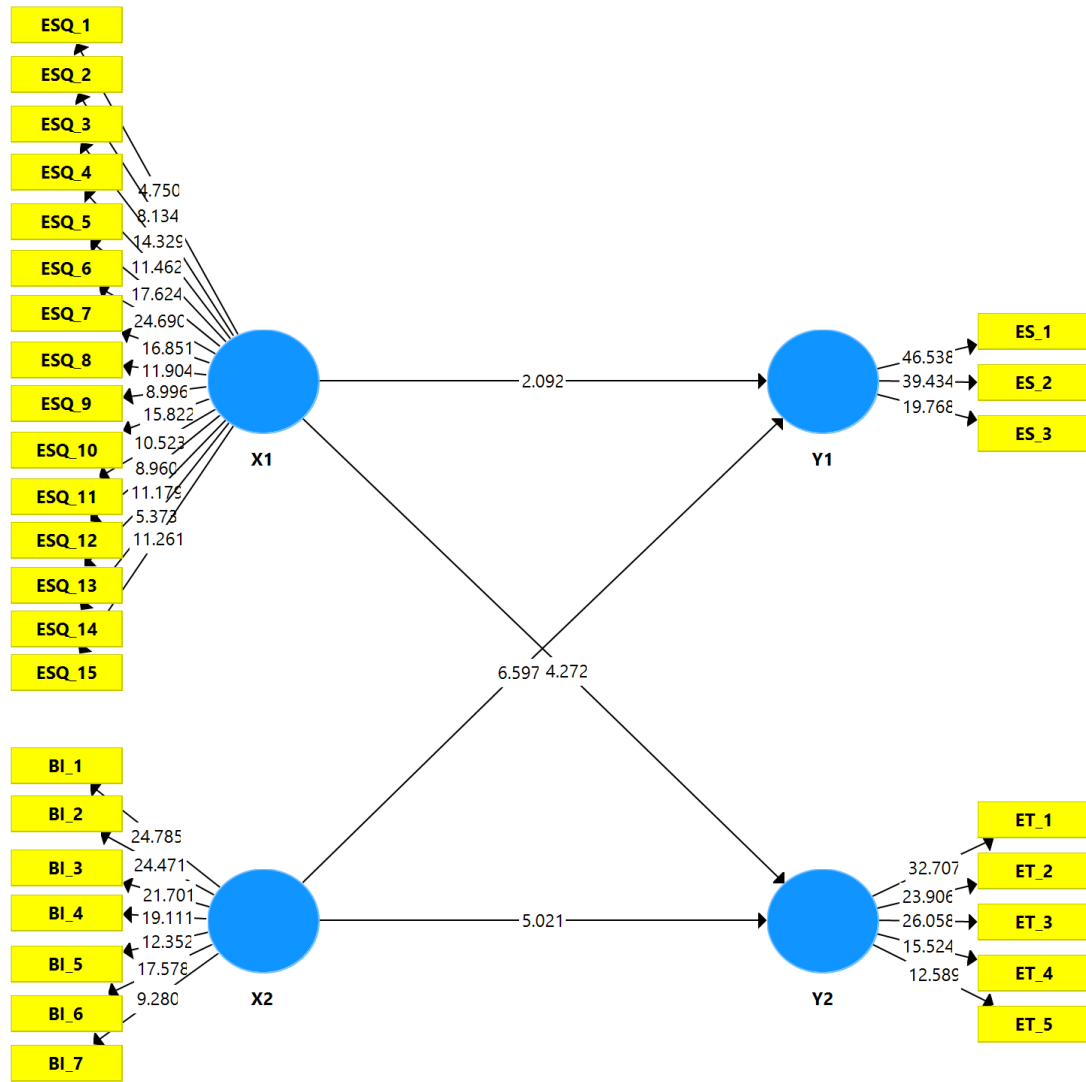 ESQ_1
ESQ_2
ESQ_3
ESQ_4
ESQ_5
ESQ_6
ESQ_7
ESQ_8
ESQ_9
ESQ_10
ESQ_11
ESQ_12
ESQ_13
ESQ_14
ESQ_15
4.750
8.134
14.329
11.462
17.624
24.690
16.851
11.904
8.996
15.822
10.523
8.960
11.179
5.373
11.261
X1
2.092
Y1
46.538
39.434
19.768
ES_1
ES_2
ES_3
6.597
4.272
BI_1
BI_2
BI_3
BI_4
BI_5
BI_6
BI_7
24.785
24.471
21.701
19.111
12.352
17.578
9.280
X2
5.021
Y2
32.707
23.906
26.058
15.524
12.589
ET_1
ET_2
ET_3
ET_4
ET_5